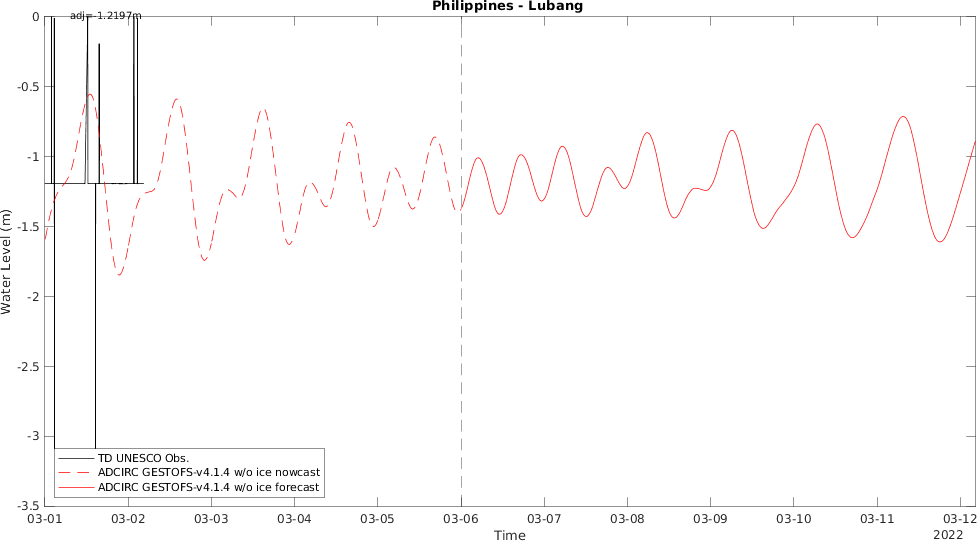 Philippines - Lubang
adj=-1.2197m
0
-0.5
-1
-1.5
-2
-2.5
-3
-3.5
Water Level (m)
TD UNESCO Obs.
ADCIRC GESTOFS-v4.1.4 w/o ice nowcast
ADCIRC GESTOFS-v4.1.4 w/o ice forecast
03-01 03-02 03-03 03-04 03-05 03-06 03-07 03-08 03-09 03-10 03-11 03-12
Time
2022